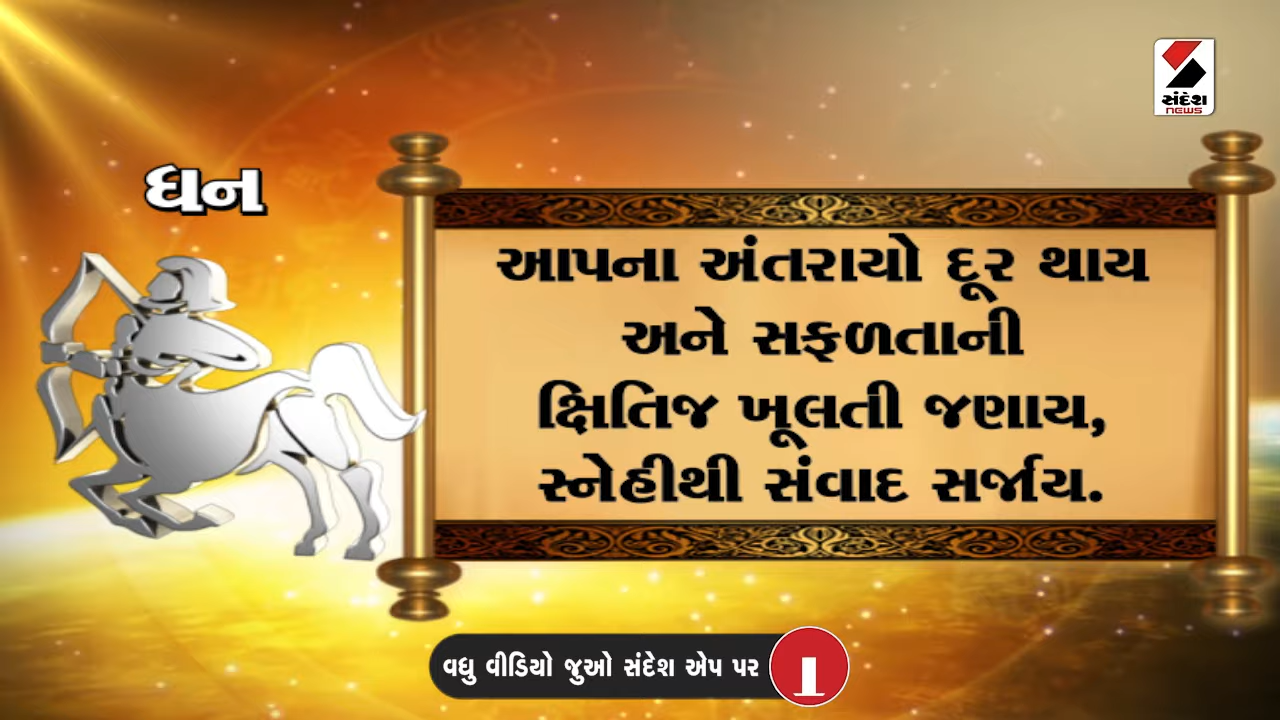 સંદેશ
NEWS
ધન
આપના અંતરાયો દૂર થાય
અને સફળતાની
ક્ષિતિજ ખૂલતી જણાય,
સ્નેહીથી સંવાદ સર્જાય.
વધુ વીડિયો જુઓ સંદેશ એપ પર